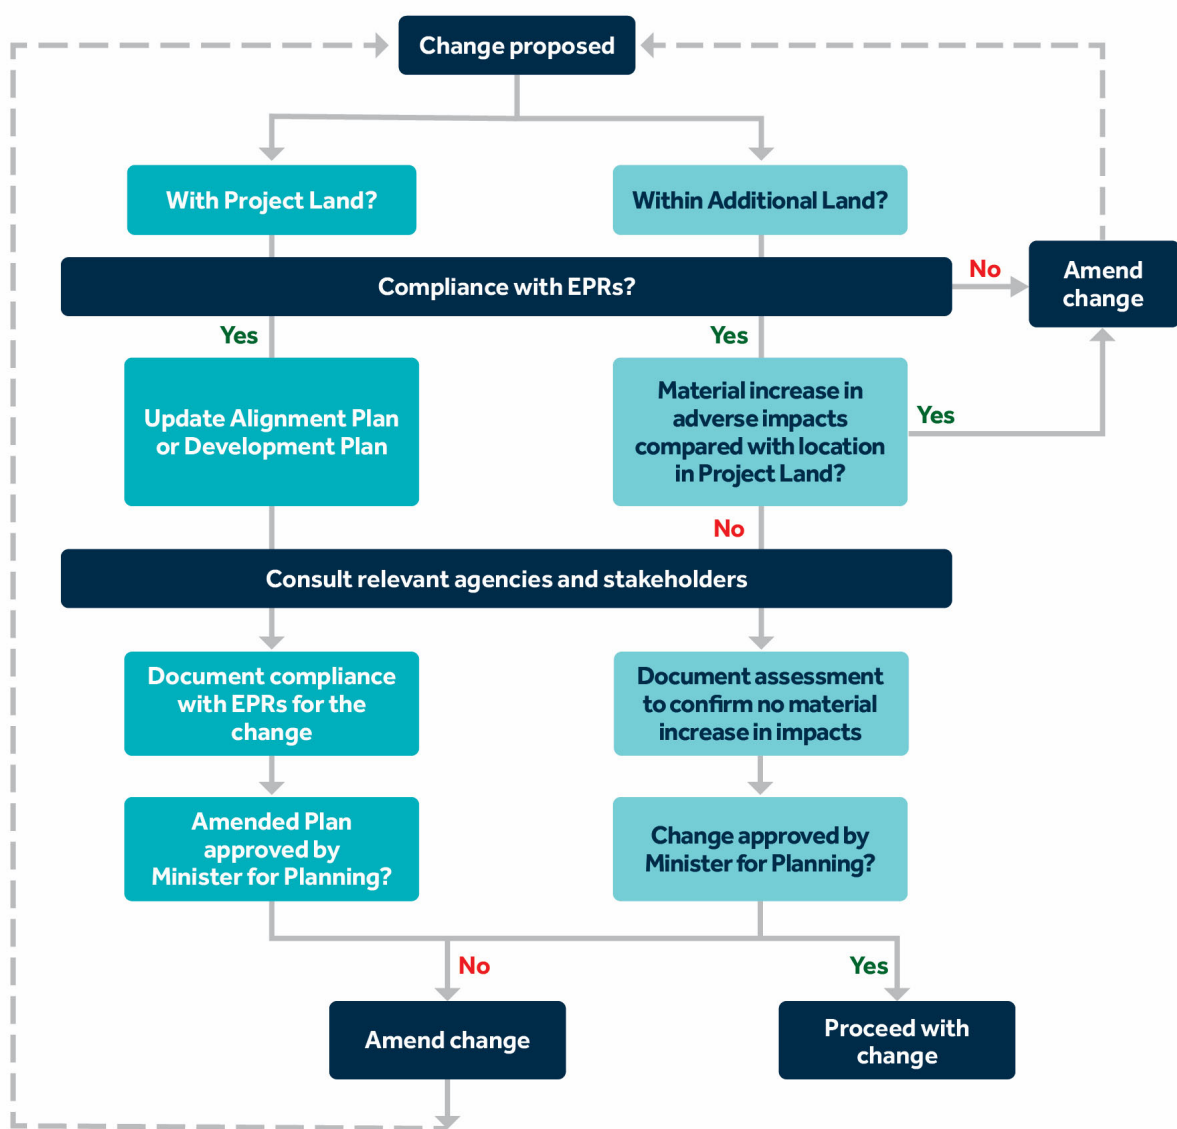 Change proposed
With Project Land?
Within Additional Land?
Compliance with EPRs?
No
Amend
change
Yes
Yes
Update Alignment Plan
or Development Plan
Material increase in
adverse impacts
compared with location
in Project Land?
Yes
No
Consult relevant agencies and stakeholders
Document compliance
with EPRs for the
change
Document assessment
to confirm no material
increase in impacts
Amended Plan
approved by
Minister for Planning?
Change approved by
Minister for Planning?
No
Yes
Amend change
Proceed with
change